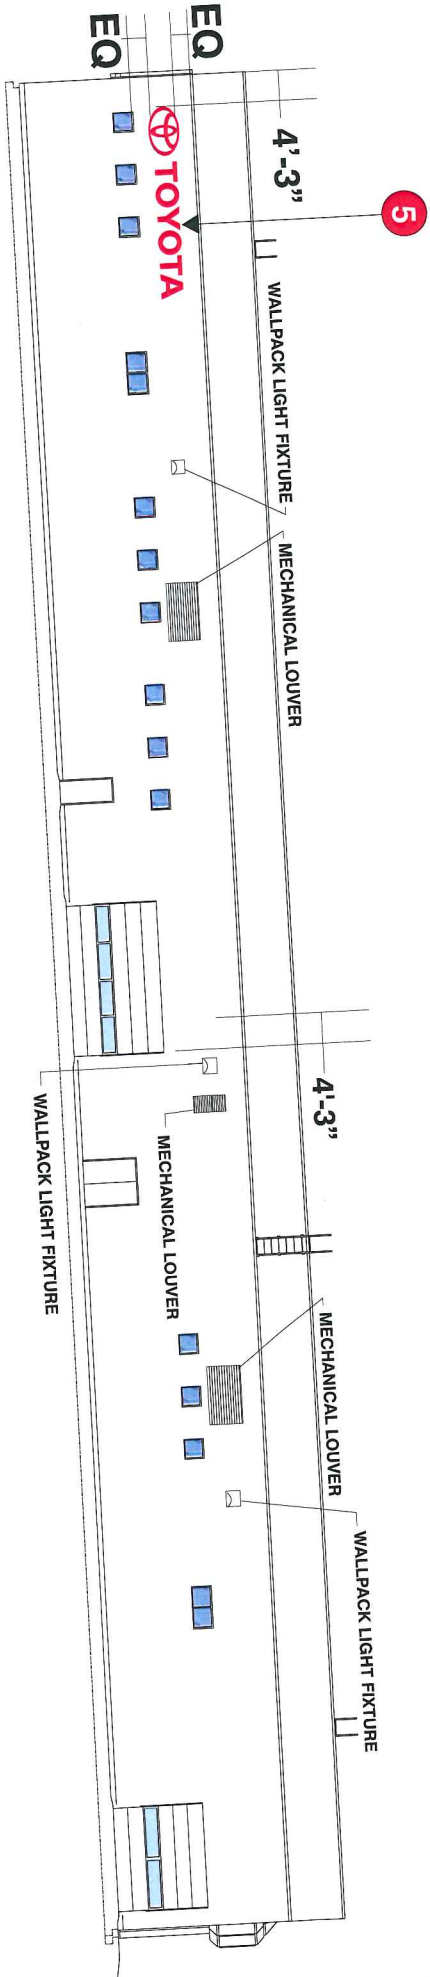 5
4'-3"
EQ
EQ
TOYOTA
WALLPACK LIGHT FIXTURE
MECHANICAL LOUVER
4'-3"
WALLPACK LIGHT FIXTURE
MECHANICAL LOUVER
MECHANICAL LOUVER
WALLPACK LIGHT FIXTURE